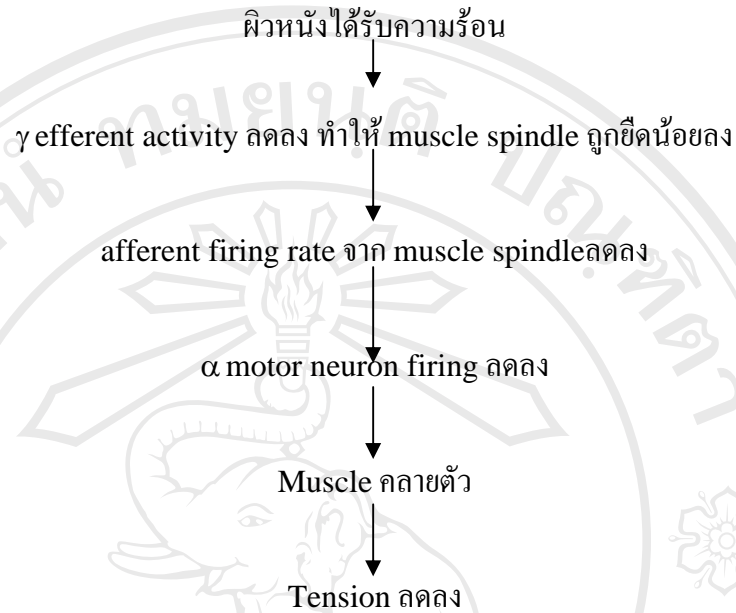 ผิวหนังได้รับความร้อน
γ efferent activity ลดลง ทำให้ muscle spindle ถูกยืดน้อยลง
afferent firing rate จาก muscle spindleลดลง
α motor neuron firing ลดลง
Muscle คลายตัว
Tension ลดลง